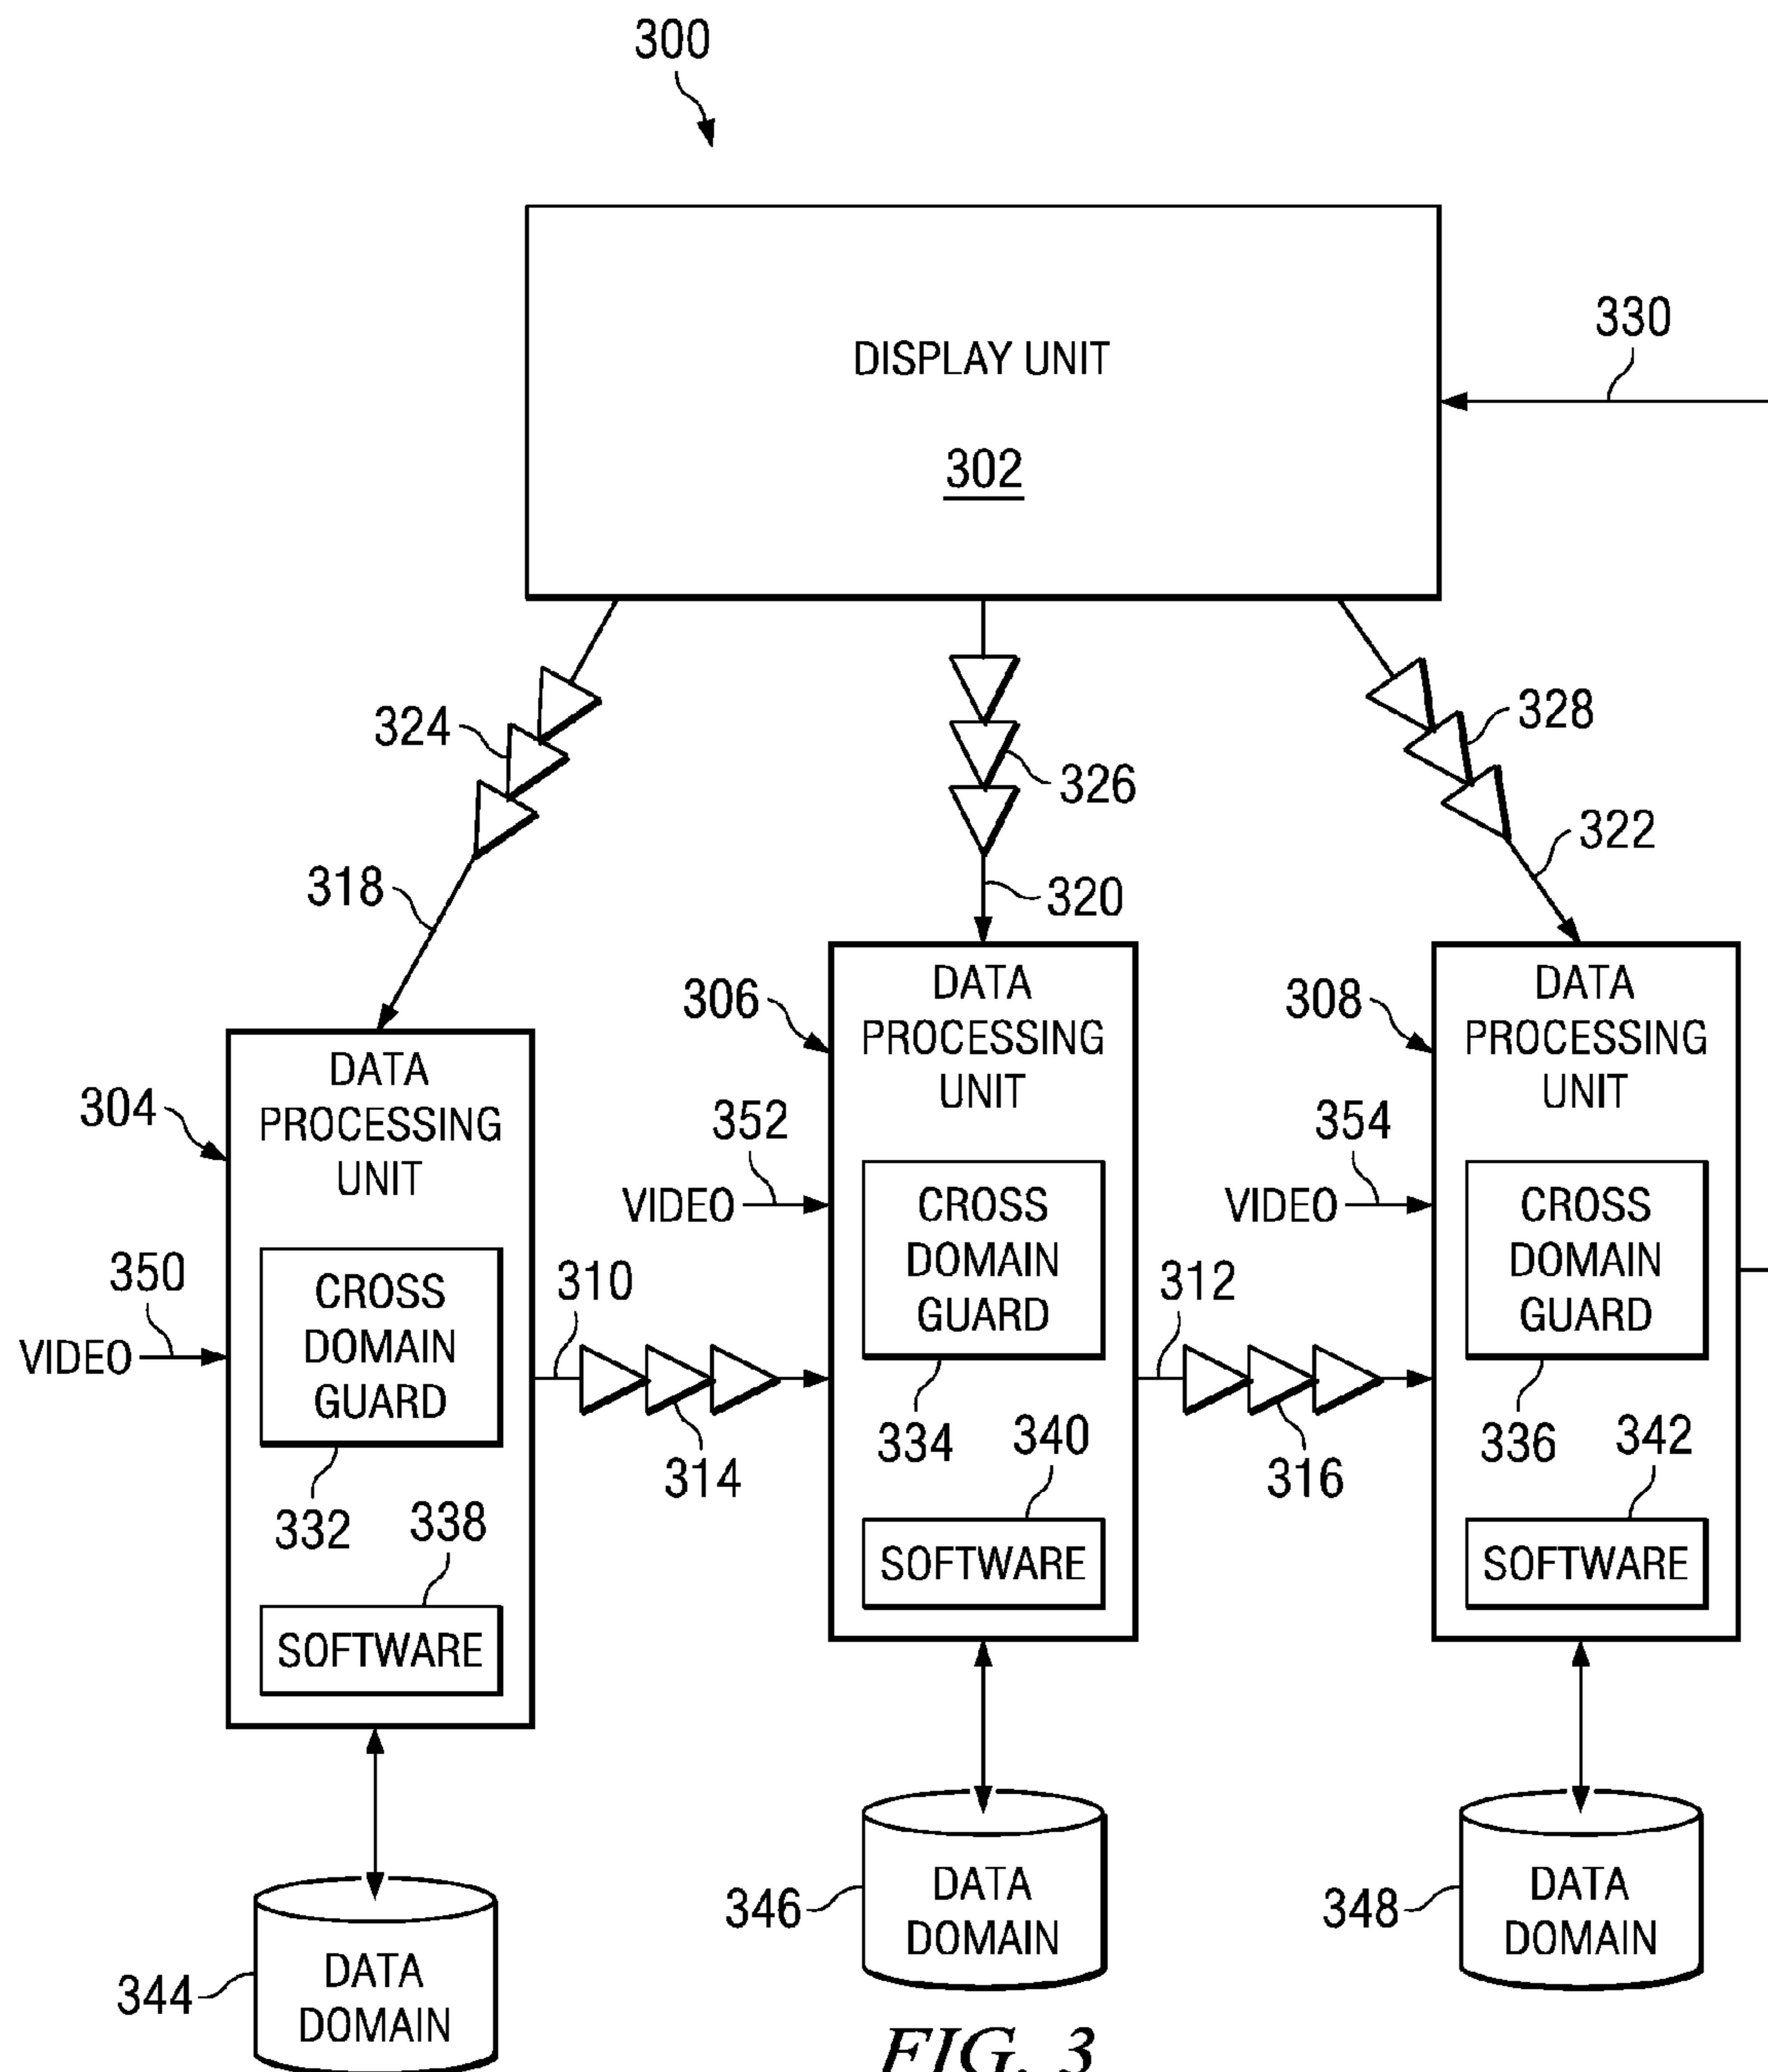 300
DISPLAY UNIT
302
330
324
326
328
318
320
322
304
DATA
PROCESSING
UNIT
350
VIDEO
CROSS
DOMAIN
GUARD
332
338
SOFTWARE
310
314
306
DATA
PROCESSING
UNIT
352
VIDEO
CROSS
DOMAIN
GUARD
334
340
SOFTWARE
312
316
308
DATA
PROCESSING
UNIT
354
VIDEO
CROSS
DOMAIN
GUARD
336
342
SOFTWARE
344
DATA
DOMAIN
346
DATA
DOMAIN
348
DATA
DOMAIN
FIG. 3